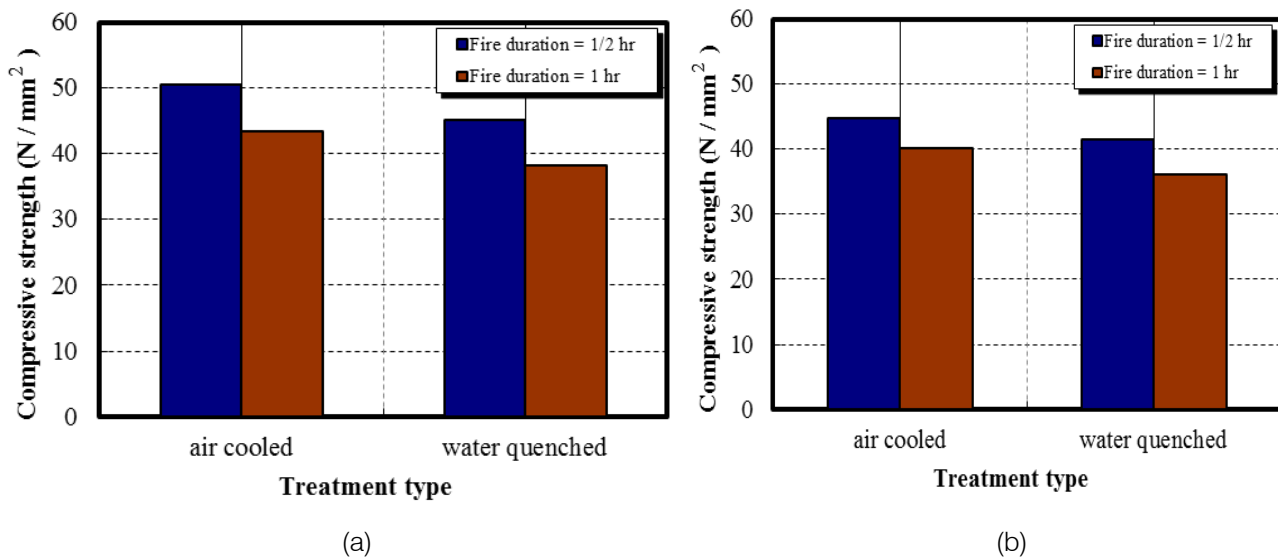 60
50
40
30
20
10
0
Compressive strength (N / mm²)
Fire duration = 1/2 hr
Fire duration = 1 hr
air cooled
water quenched
Treatment type
(a)
60
50
40
30
20
10
0
Compressive strength (N / mm²)
Fire duration = 1/2 hr
Fire duration = 1 hr
air cooled
water quenched
Treatment type
(b)